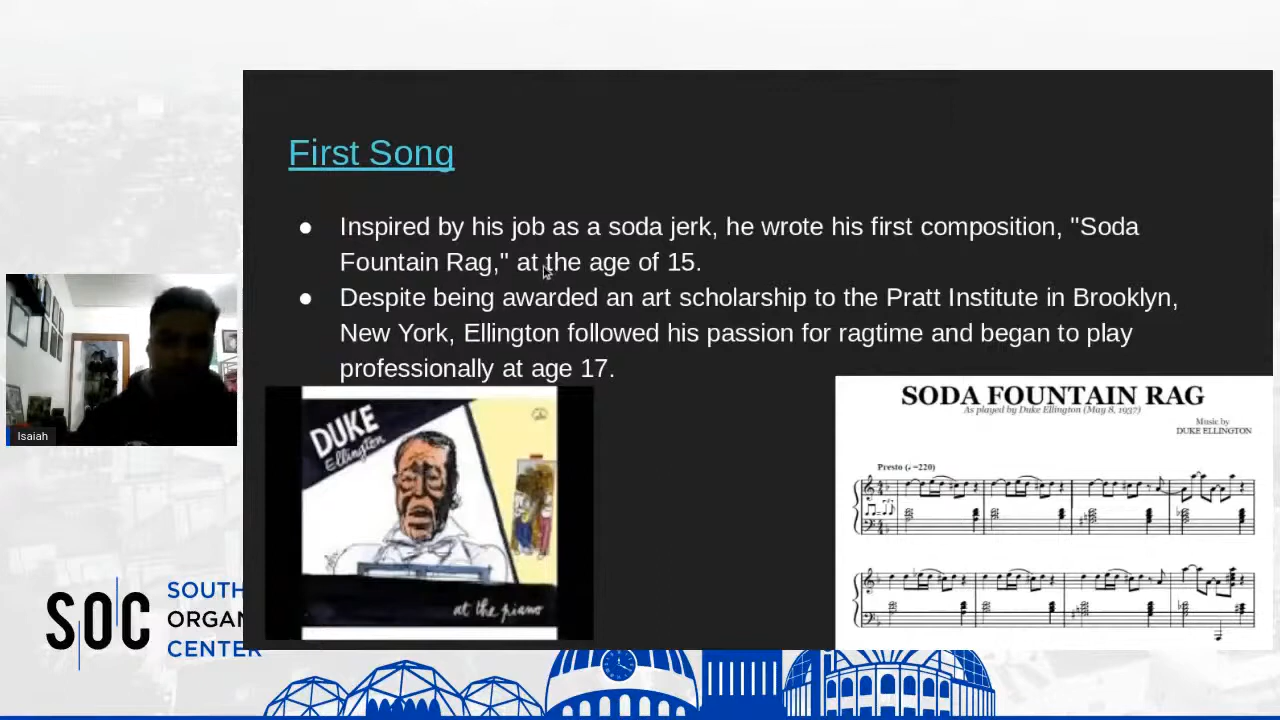 First Song
● Inspired by his job as a soda jerk, he wrote his first composition, "Soda
Fountain Rag," at the age of 15.
● Despite being awarded an art scholarship to the Pratt Institute in Brooklyn,
New York, Ellington followed his passion for ragtime and began to play
professionally at age 17.
Isaiah
DUKE
Ellington
at the piano
SODA FOUNTAIN RAG
As played by Duke Ellington (May 8, 1937)
Music by
DUKE ELLINGTON
Presto (♩=220)
SOC
SOUTH
ORGAN
CENTER